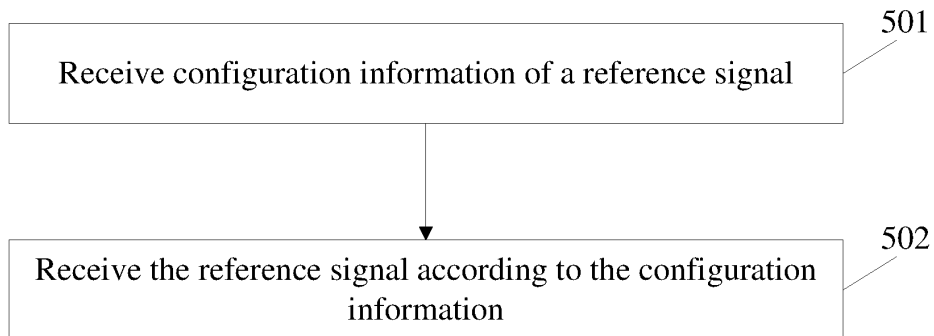 501
Receive configuration information of a reference signal
502
Receive the reference signal according to the configuration
information